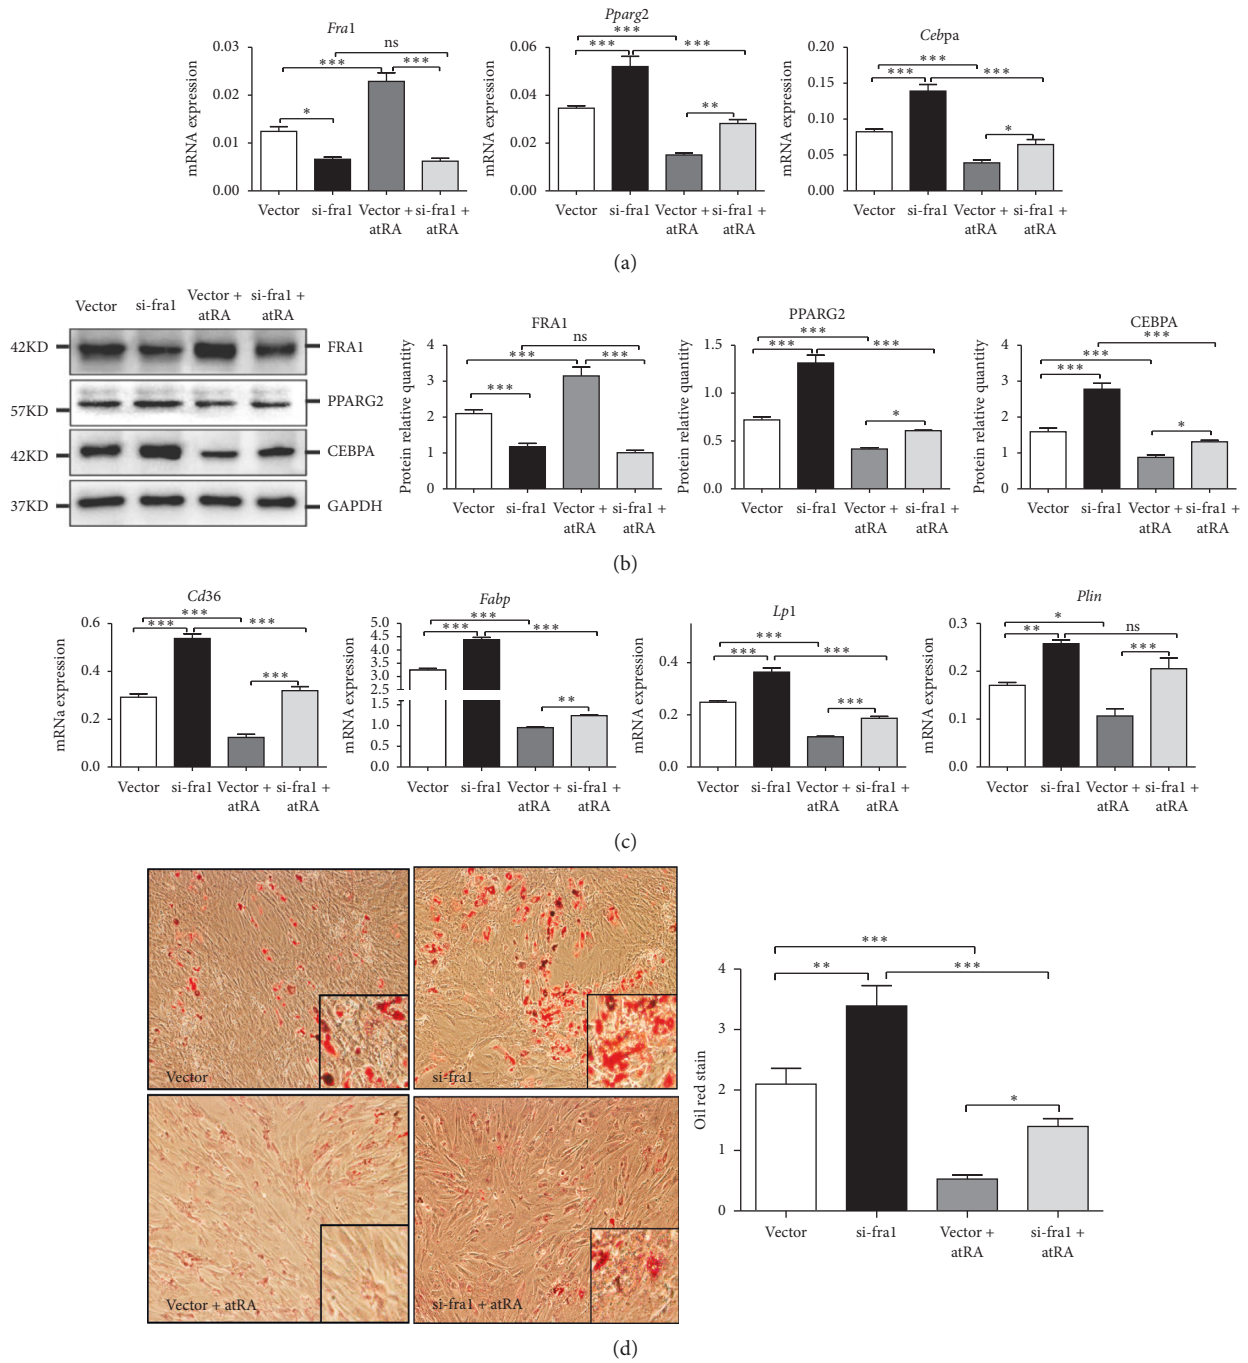 Fra1
ns
***
***
*
mRNA expression
0.03
0.02
0.01
0.00
Vector
si-fra1
Vector + atRA
si-fra1 + atRA
Pparg2
***
***
***
**
mRNA expression
0.06
0.04
0.02
0.00
Vector
si-fra1
Vector + atRA
si-fra1 + atRA
Cebpa
***
***
***
*
mRNA expression
0.20
0.15
0.10
0.05
0.00
Vector
si-fra1
Vector + atRA
si-fra1 + atRA
(a)
Vector
si-fra1
Vector + atRA
si-fra1 + atRA
42KD
FRA1
57KD
PPARG2
42KD
CEBPA
37KD
GAPDH
FRA1
ns
***
***
***
Protein relative quantity
4
3
2
1
0
Vector
si-fra1
Vector + atRA
si-fra1 + atRA
PPARG2
***
***
***
*
Protein relative quantity
1.5
1.0
0.5
0.0
Vector
si-fra1
Vector + atRA
si-fra1 + atRA
CEBPA
***
***
***
*
Protein relative quantity
4
3
2
1
0
Vector
si-fra1
Vector + atRA
si-fra1 + atRA
(b)
Cd36
***
***
***
***
mRNa expression
0.6
0.4
0.2
0.0
Vector
si-fra1
Vector + atRA
si-fra1 + atRA
Fabp
***
***
***
**
mRNA expression
5.0
4.5
4.0
3.5
3.0
2.5
1.5
1.0
0.5
0.0
Vector
si-fra1
Vector + atRA
si-fra1 + atRA
Lp1
***
***
***
***
mRNA expression
0.4
0.2
0.0
Vector
si-fra1
Vector + atRA
si-fra1 + atRA
Plin
*
**
ns
***
mRNA expression
0.3
0.2
0.1
0.0
Vector
si-fra1
Vector + atRA
si-fra1 + atRA
(c)
Vector
si-fra1
Vector + atRA
si-fra1 + atRA
***
**
***
*
Oil red stain
4
3
2
1
0
Vector
si-fra1
Vector + atRA
si-fra1 + atRA
(d)